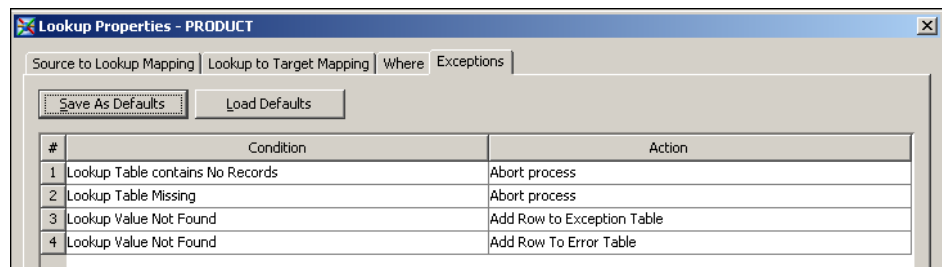 Lookup Properties - PRODUCT
Source to Lookup Mapping Lookup to Target Mapping Where Exceptions
Save As Defaults Load Defaults
# Condition Action
1 Lookup Table contains No Records Abort process
2 Lookup Table Missing Abort process
3 Lookup Value Not Found Add Row to Exception Table
4 Lookup Value Not Found Add Row To Error Table